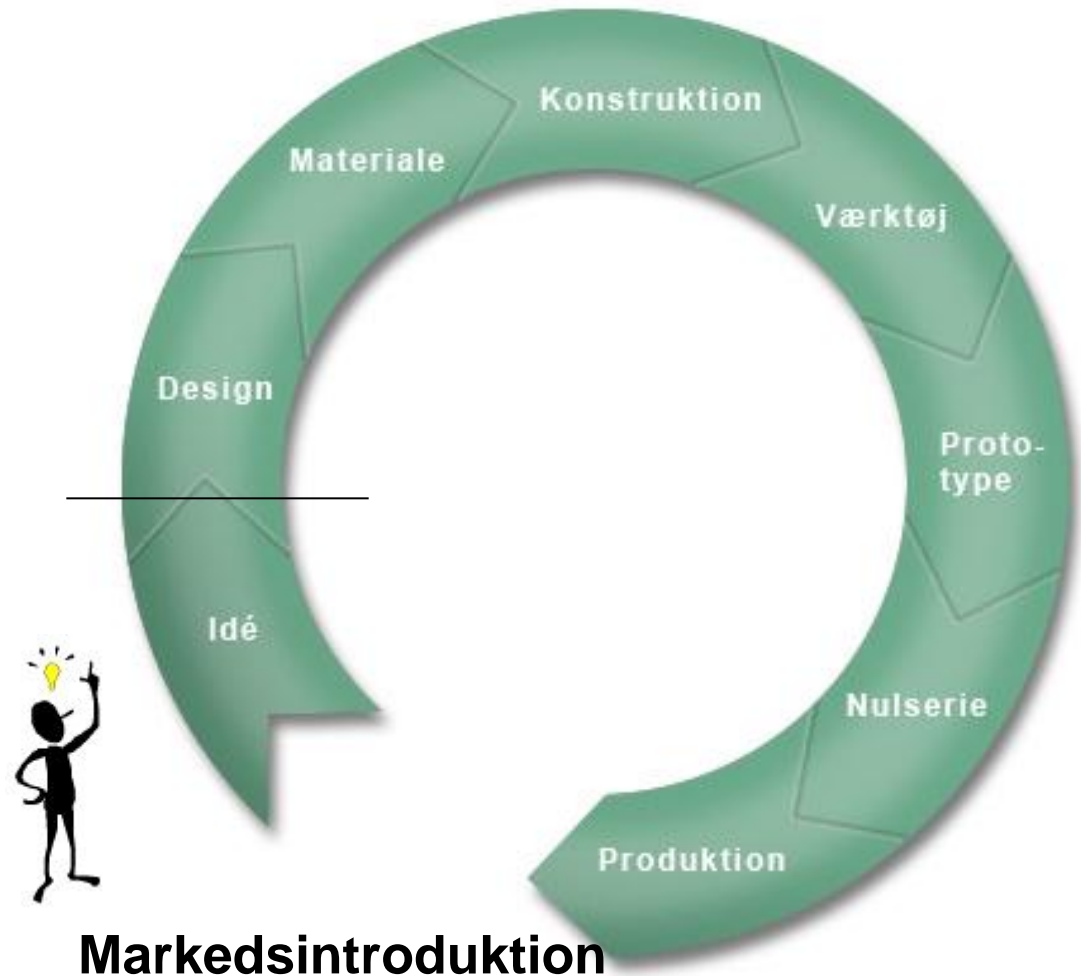 Idé
Design
Materiale
Konstruktion
Værktøj
Proto-
type
Nulserie
Produktion
Markedsintroduktion